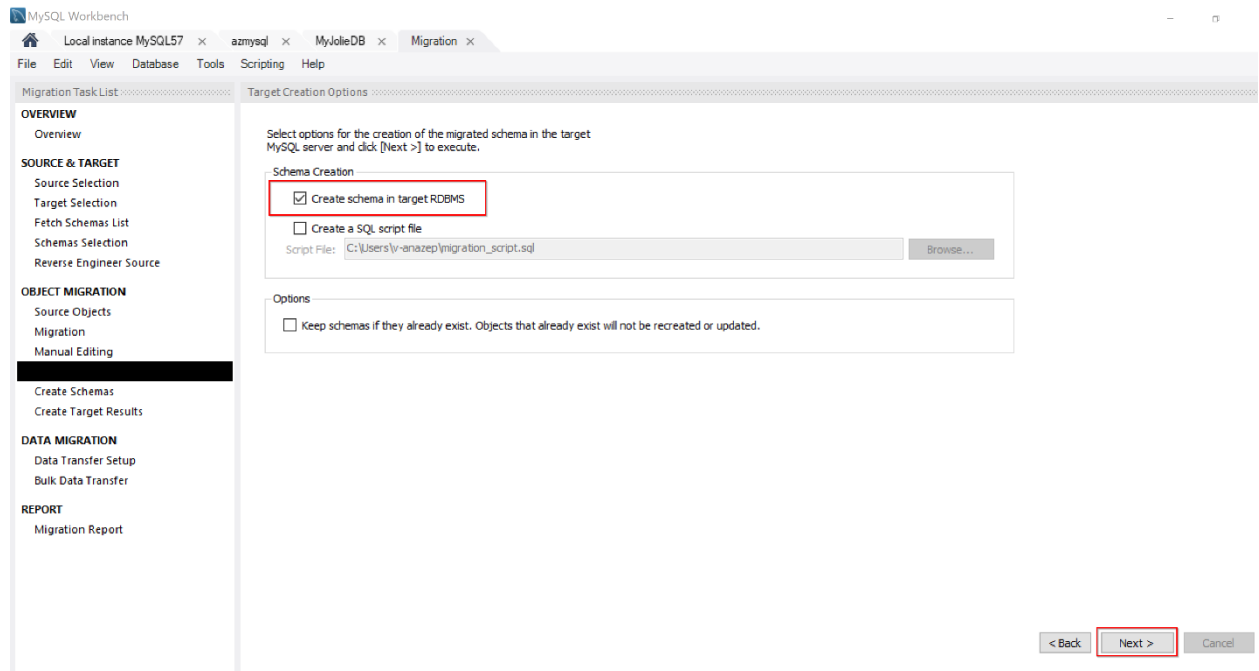 MySQL Workbench
Local instance MySQL57 × azmysql × MyJolieDB × Migration ×
File Edit View Database Tools Scripting Help
Migration Task List
OVERVIEW
Overview
SOURCE & TARGET
Source Selection
Target Selection
Fetch Schemas List
Schemas Selection
Reverse Engineer Source
OBJECT MIGRATION
Source Objects
Migration
Manual Editing
Create Schemas
Create Target Results
DATA MIGRATION
Data Transfer Setup
Bulk Data Transfer
REPORT
Migration Report
Target Creation Options
Select options for the creation of the migrated schema in the target
MySQL server and click [Next >] to execute.
Schema Creation
Create schema in target RDBMS
Create a SQL script file
Script File: C:\Users\v-anazep\migration_script.sql Browse...
Options
Keep schemas if they already exist. Objects that already exist will not be recreated or updated.
< Back Next > Cancel